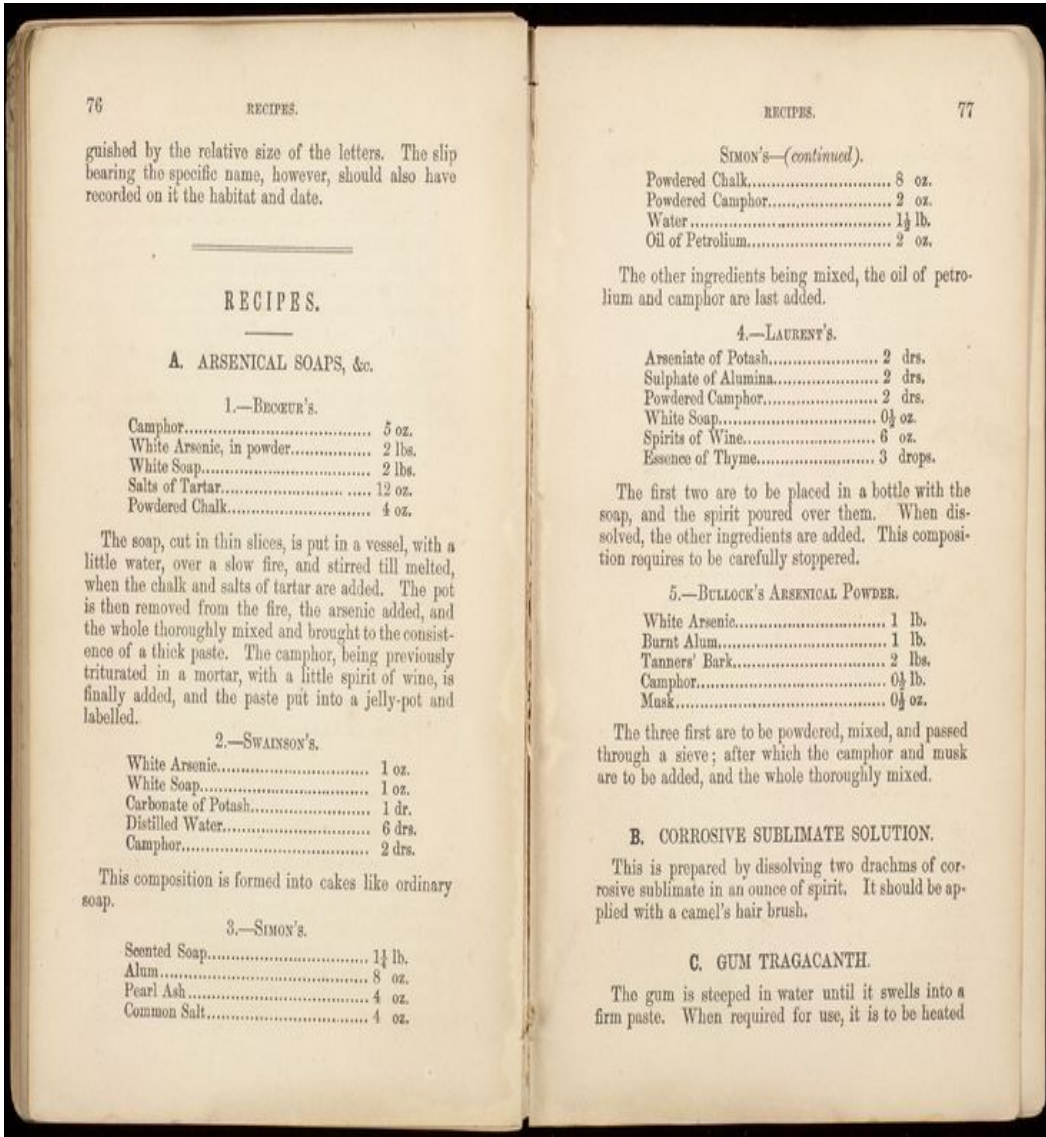 76
RECIPES.
guished by the relative size of the letters. The slip
bearing the specific name, however, should also have
recorded on it the habitat and date.
RECIPES.
A. ARSENICAL SOAPS, &c.
1.—BECŒUR'S.
Camphor........................................ 5 oz.
White Arsenic, in powder................ 2 lbs.
White Soap.................................... 2 lbs.
Salts of Tartar.......................... ..... 12 oz.
Powdered Chalk............................... 4 oz.
The soap, cut in thin slices, is put in a vessel, with a
little water, over a slow fire, and stirred till melted,
when the chalk and salts of tartar are added. The pot
is then removed from the fire, the arsenic added, and
the whole thoroughly mixed and brought to the consist-
ence of a thick paste. The camphor, being previously
triturated in a mortar, with a little spirit of wine, is
finally added, and the paste put into a jelly-pot and
labelled.
2.—SWAINSON'S.
White Arsenic................................ 1 oz.
White Soap.................................... 1 oz.
Carbonate of Potash......................... 1 dr.
Distilled Water............................... 6 drs.
Camphor........................................ 2 drs.
This composition is formed into cakes like ordinary
soap.
3.—SIMON'S.
Scented Soap.................................. 1¼ lb.
Alum............................................. 8 oz.
Pearl Ash....................................... 4 oz.
Common Salt.................................. 4 oz.
RECIPES.
77
SIMON'S—(continued).
Powdered Chalk.............................. 8 oz.
Powdered Camphor.......................... 2 oz.
Water........................................... 1½ lb.
Oil of Petrolium.............................. 2 oz.
The other ingredients being mixed, the oil of petro-
lium and camphor are last added.
4.—LAURENT'S.
Arseniate of Potash....................... 2 drs.
Sulphate of Alumina...................... 2 drs.
Powdered Camphor........................ 2 drs.
White Soap.................................. 0½ oz.
Spirits of Wine............................. 6 oz.
Essence of Thyme......................... 3 drops.
The first two are to be placed in a bottle with the
soap, and the spirit poured over them. When dis-
solved, the other ingredients are added. This composi-
tion requires to be carefully stoppered.
5.—BULLOCK'S ARSENICAL POWDER.
White Arsenic................................ 1 lb.
Burnt Alum................................... 1 lb.
Tanners' Bark................................ 2 lbs.
Camphor........................................ 0½ lb.
Musk............................................ 0½ oz.
The three first are to be powdered, mixed, and passed
through a sieve; after which the camphor and musk
are to be added, and the whole thoroughly mixed.
B. CORROSIVE SUBLIMATE SOLUTION.
This is prepared by dissolving two drachms of cor-
rosive sublimate in an ounce of spirit. It should be ap-
plied with a camel's hair brush.
C. GUM TRAGACANTH.
The gum is steeped in water until it swells into a
firm paste. When required for use, it is to be heated